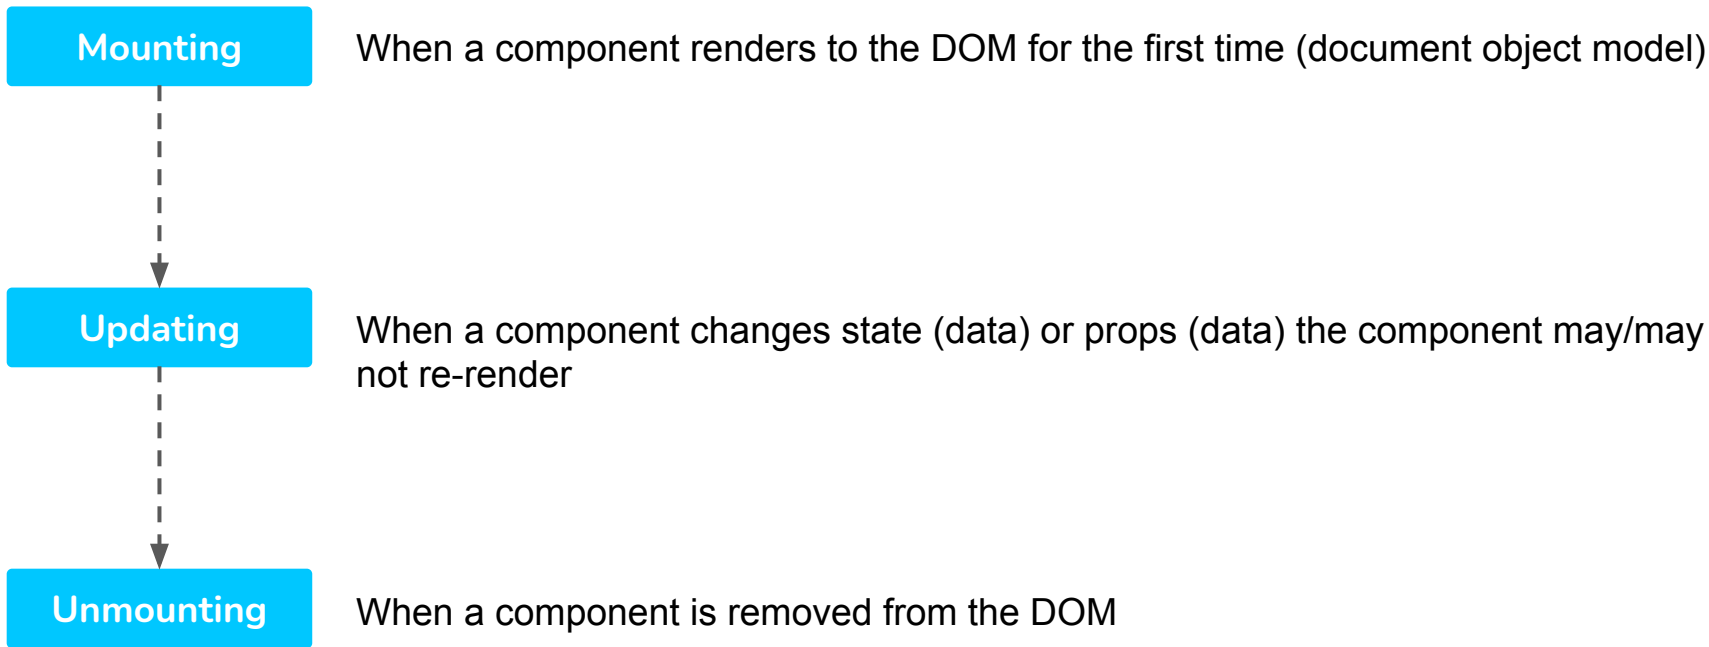 Mounting
When a component renders to the DOM for the first time (document object model)
Updating
When a component changes state (data) or props (data) the component may/may
not re-render
Unmounting
When a component is removed from the DOM